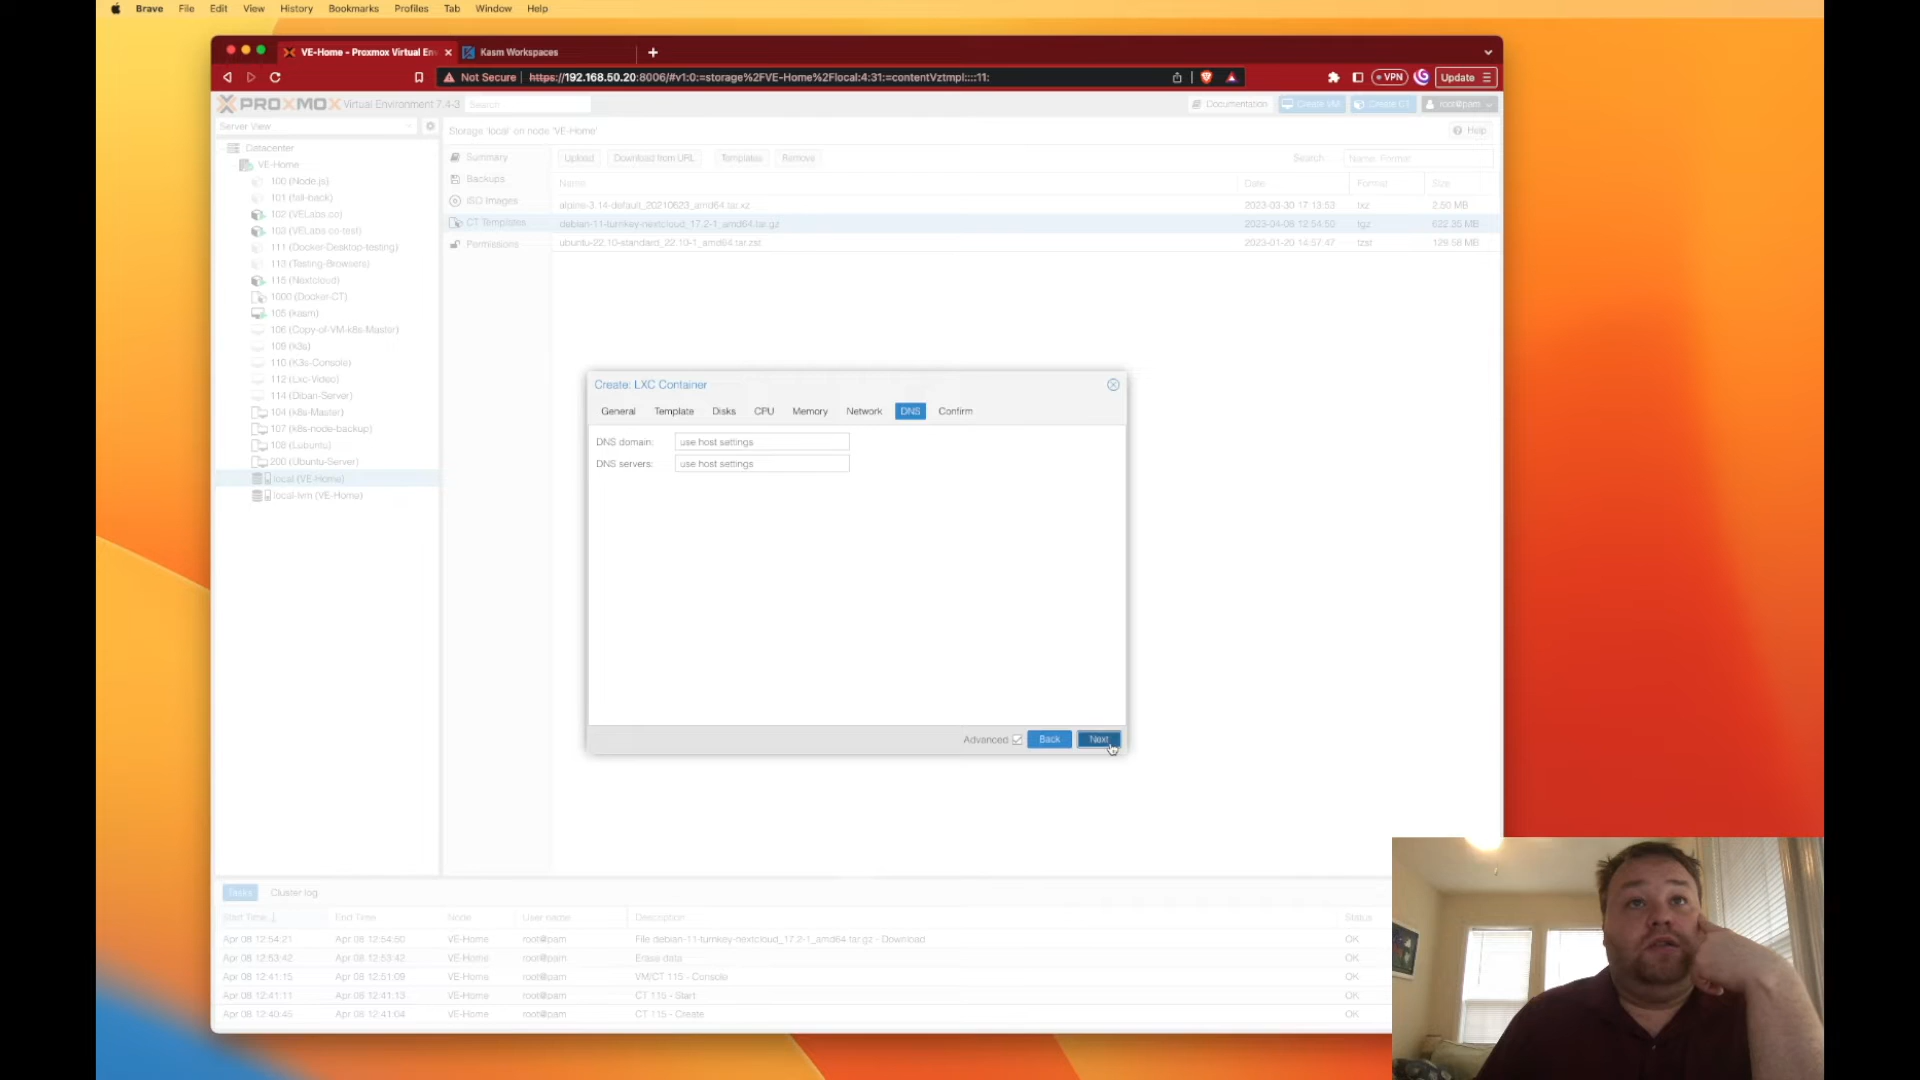 Brave File Edit View History Bookmarks Profiles Tab Window Help
VE-Home - Proxmox Virtual En Kasm Workspaces
Not Secure https://192.168.50.20:8006/#v1:0:=storage%2FVE-Home%2Flocal:4:31:=contentVztmpl::::11: VPN Update
PROXMOX Virtual Environment 7.4-3 Search Documentation Create VM Create CT root@pam
Server View
Storage 'local' on node 'VE-Home' Help
Datacenter
VE-Home
100 (Node.js)
101 (fall-back)
102 (VELabs.co)
103 (VELabs.co-test)
111 (Docker-Desktop-testing)
113 (Testing-Browsers)
115 (Nextcloud)
1000 (Docker-CT)
105 (kasm)
106 (Copy-of-VM-k8s-Master)
109 (k3s)
110 (K3s-Console)
112 (Lxc-Video)
114 (Diban-Server)
104 (k8s-Master)
107 (k8s-node-backup)
108 (Lubuntu)
200 (Ubuntu-Server)
local (VE-Home)
local-lvm (VE-Home)
Summary
Backups
ISO Images
CT Templates
Permissions
Upload Download from URL Templates Remove Search: Name, Format
Name Date Format Size
alpine-3.14-default_20210623_amd64.tar.xz 2023-03-30 17:13:53 txz 2.50 MB
debian-11-turnkey-nextcloud_17.2-1_amd64.tar.gz 2023-04-08 12:54:50 tgz 622.35 MB
ubuntu-22.10-standard_22.10-1_amd64.tar.zst 2023-01-20 14:57:47 tzst 129.58 MB
Create: LXC Container
General Template Disks CPU Memory Network DNS Confirm
DNS domain: use host settings
DNS servers: use host settings
Advanced Back Next
Tasks Cluster log
Start Time End Time Node User name Description Status
Apr 08 12:54:21 Apr 08 12:54:50 VE-Home root@pam File debian-11-turnkey-nextcloud_17.2-1_amd64.tar.gz - Download OK
Apr 08 12:53:42 Apr 08 12:53:42 VE-Home root@pam Erase data OK
Apr 08 12:41:15 Apr 08 12:51:09 VE-Home root@pam VM/CT 115 - Console OK
Apr 08 12:41:11 Apr 08 12:41:13 VE-Home root@pam CT 115 - Start OK
Apr 08 12:40:45 Apr 08 12:41:04 VE-Home root@pam CT 115 - Create OK